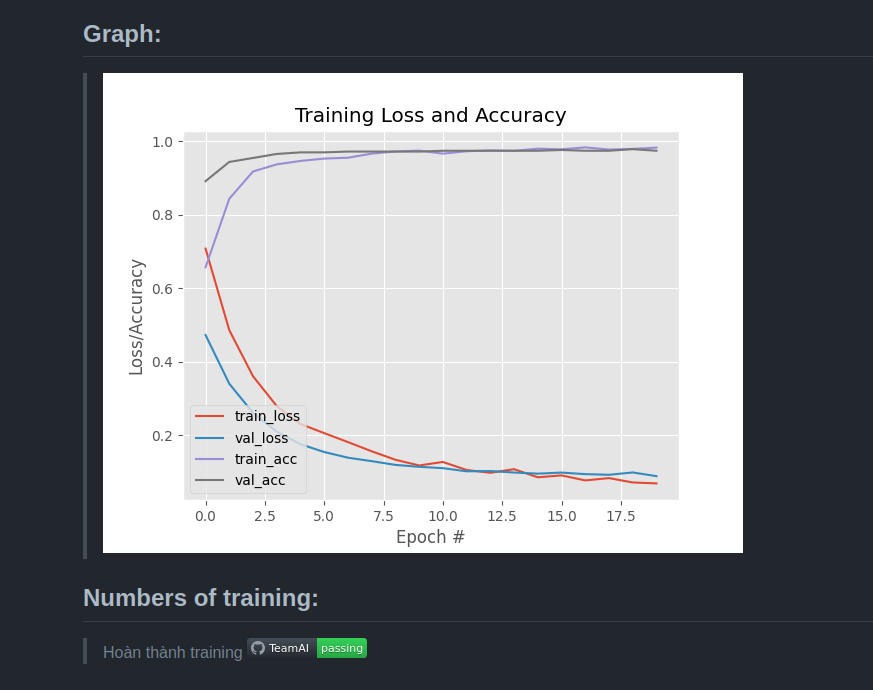 Graph:
Training Loss and Accuracy
1.0
0.8
0.6
0.4
0.2
Loss/Accuracy
train_loss
val_loss
train_acc
val_acc
0.0 2.5 5.0 7.5 10.0 12.5 15.0 17.5
Epoch #
Numbers of training:
Hoàn thành training TeamAI passing